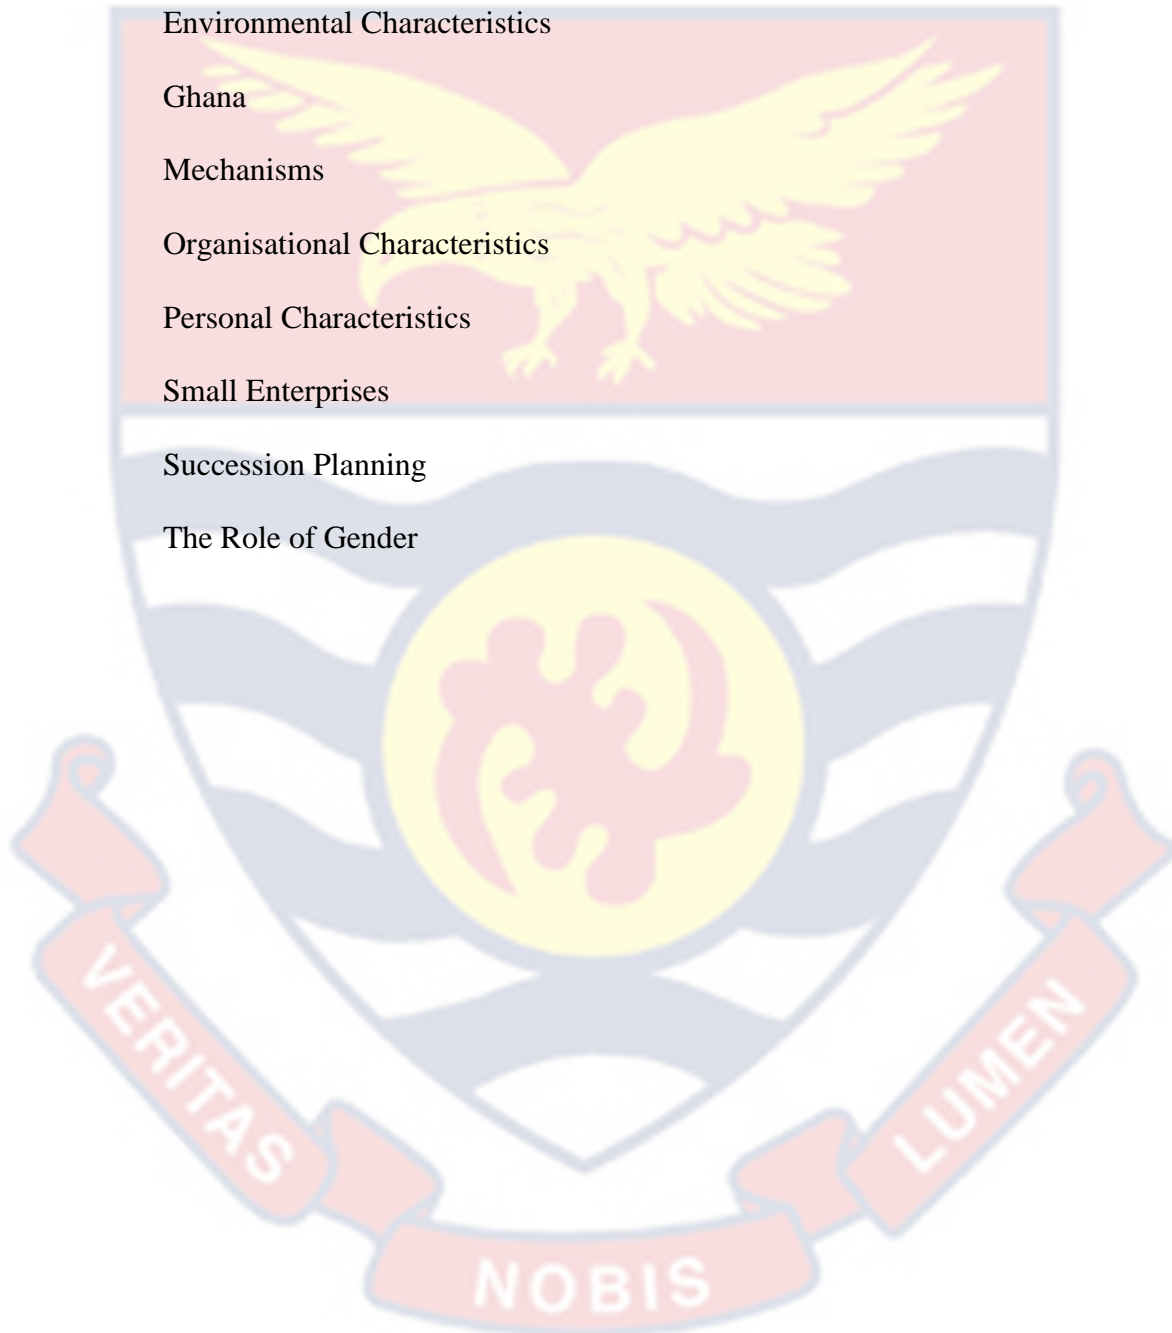 Environmental Characteristics
Ghana
Mechanisms
Organisational Characteristics
Personal Characteristics
Small Enterprises
Succession Planning
The Role of Gender
VERITAS
NOBIS
LUMEN